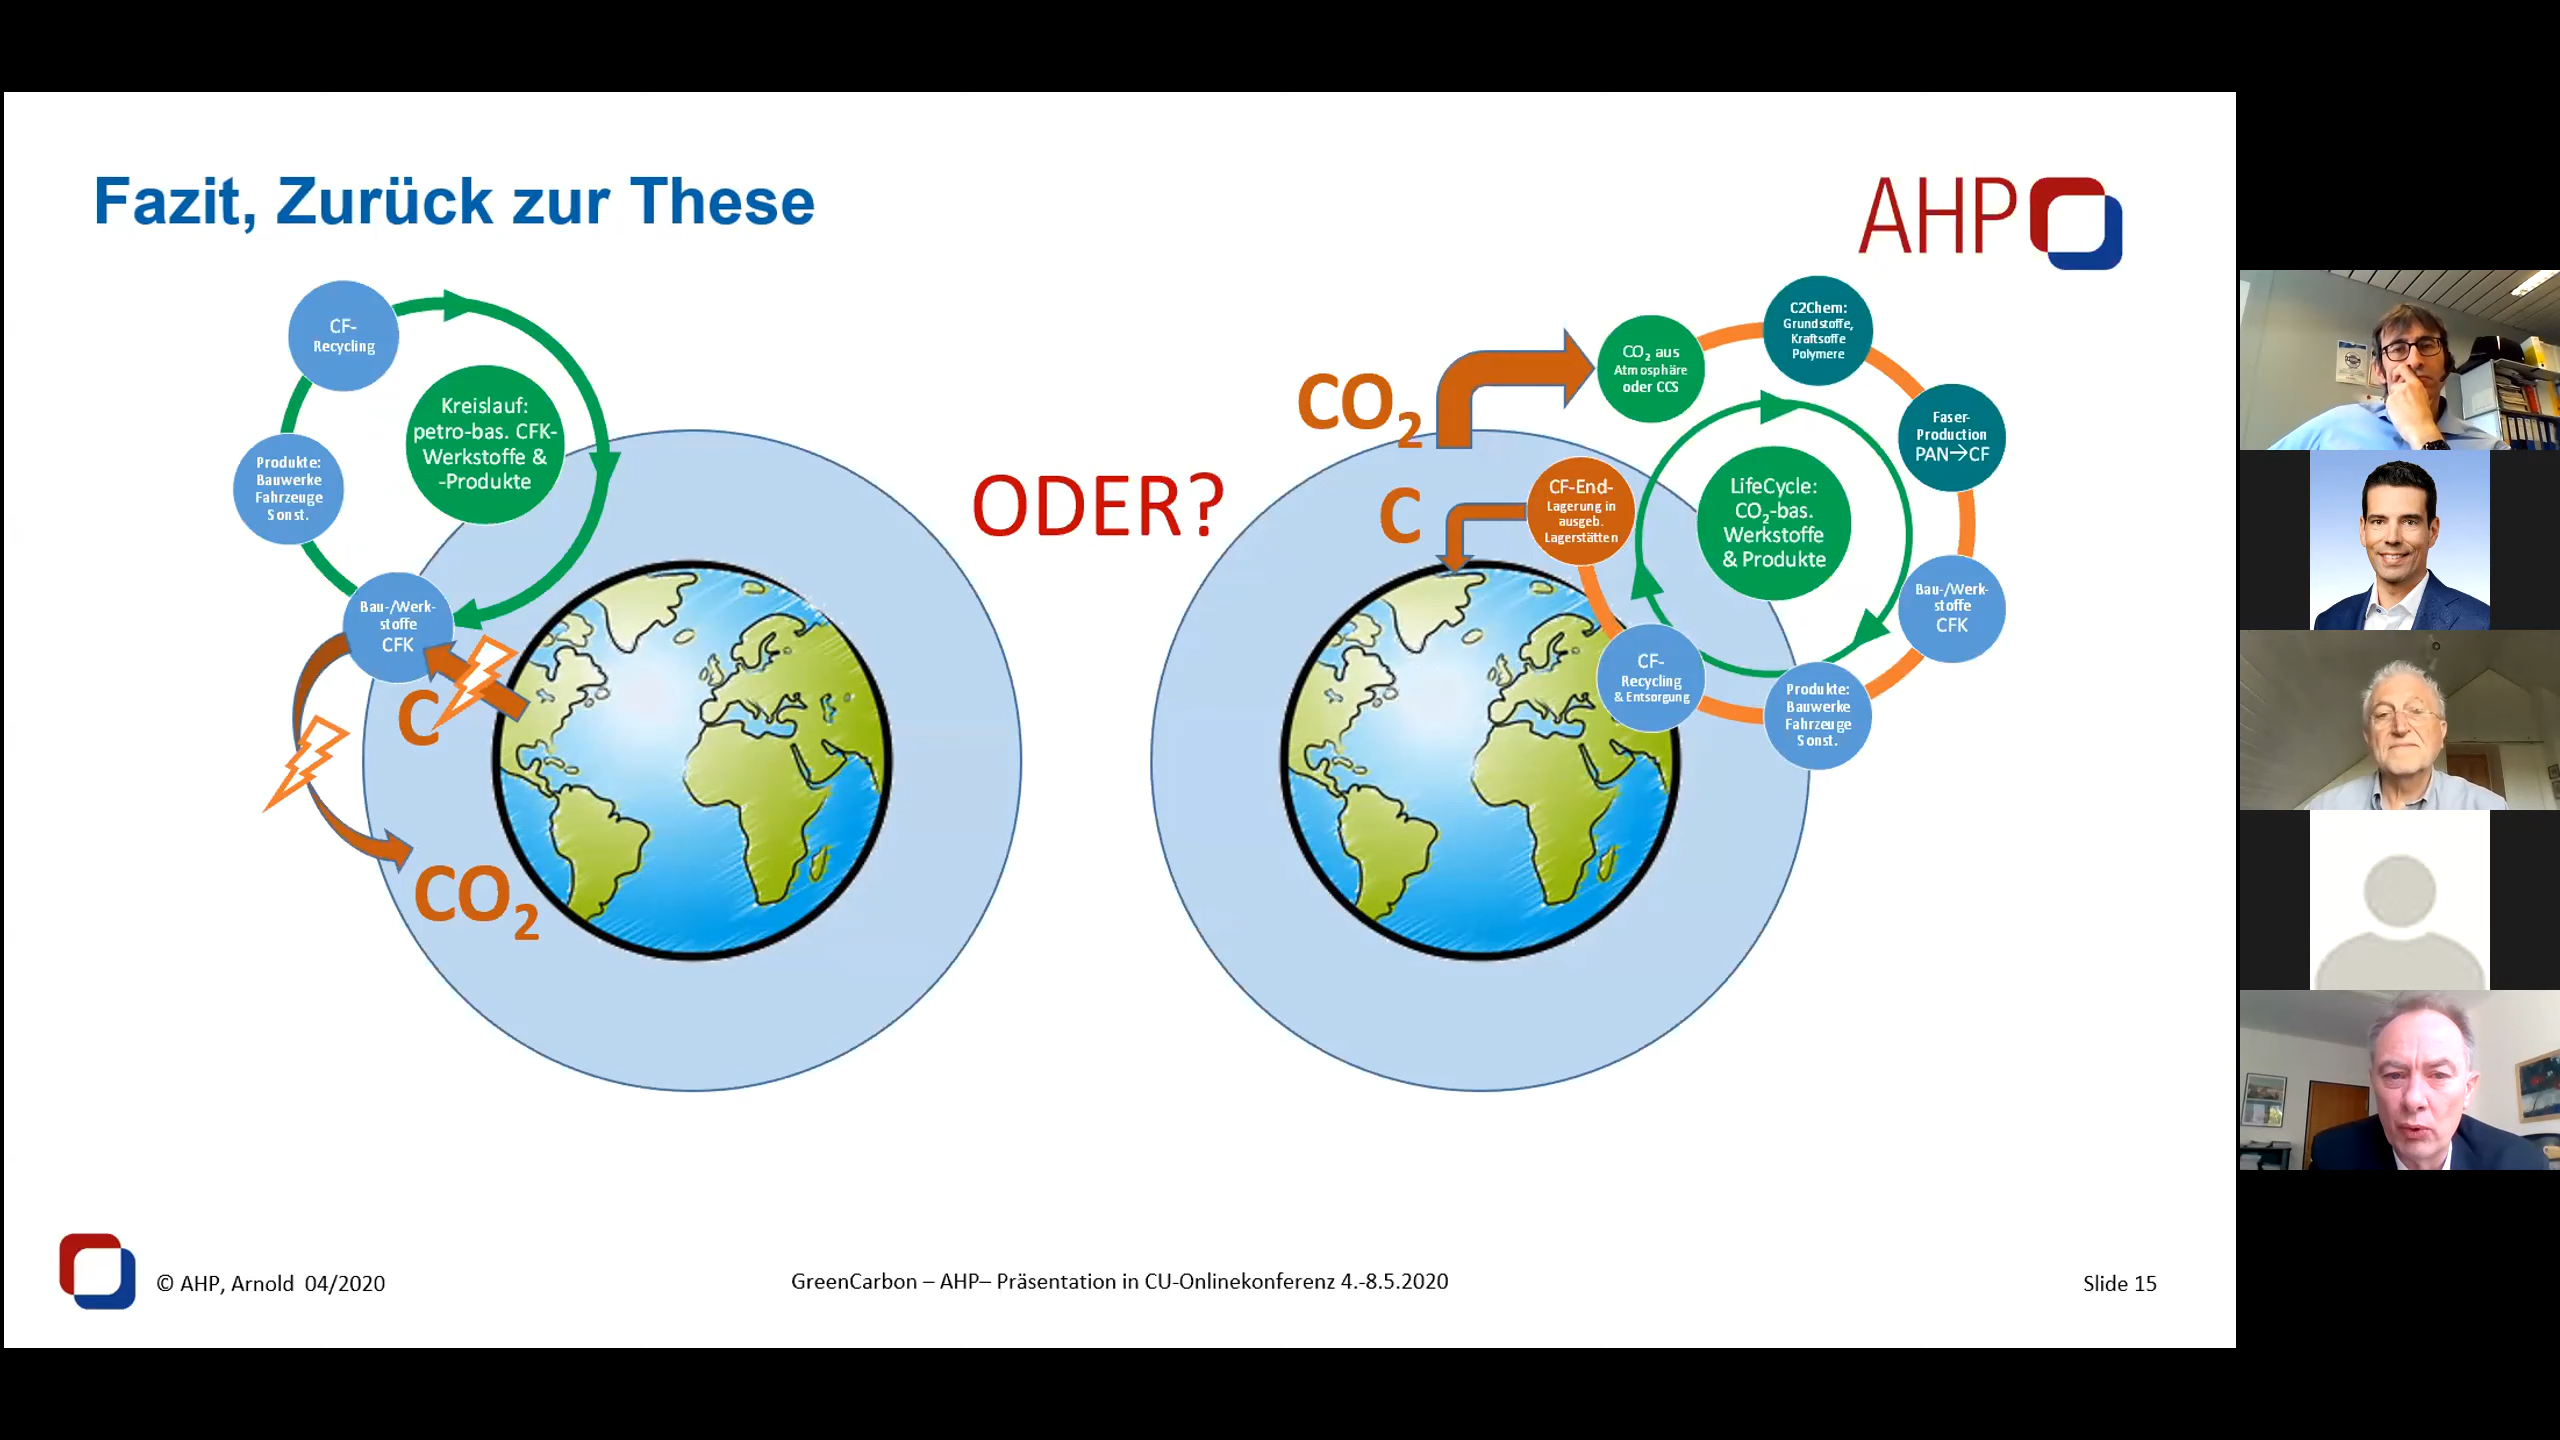 Fazit, Zurück zur These
AHP
CF-
Recycling
Kreislauf:
petro-bas. CFK-
Werkstoffe &
-Produkte
Produkte:
Bauwerke
Fahrzeuge
Sonst.
Bau-/Werk-
stoffe
CFK
C
CO₂
ODER?
CO₂
C
CO₂ aus
Atmosphäre
oder CCS
C2Chem:
Grundstoffe,
Kraftsoffe
Polymere
Faser-
Production
PAN→CF
CF-End-
Lagerung in
ausgeb.
Lagerstätten
LifeCycle:
CO₂-bas.
Werkstoffe
& Produkte
Bau-/Werk-
stoffe
CFK
CF-
Recycling
& Entsorgung
Produkte:
Bauwerke
Fahrzeuge
Sonst.
© AHP, Arnold 04/2020
GreenCarbon – AHP– Präsentation in CU-Onlinekonferenz 4.-8.5.2020
Slide 15